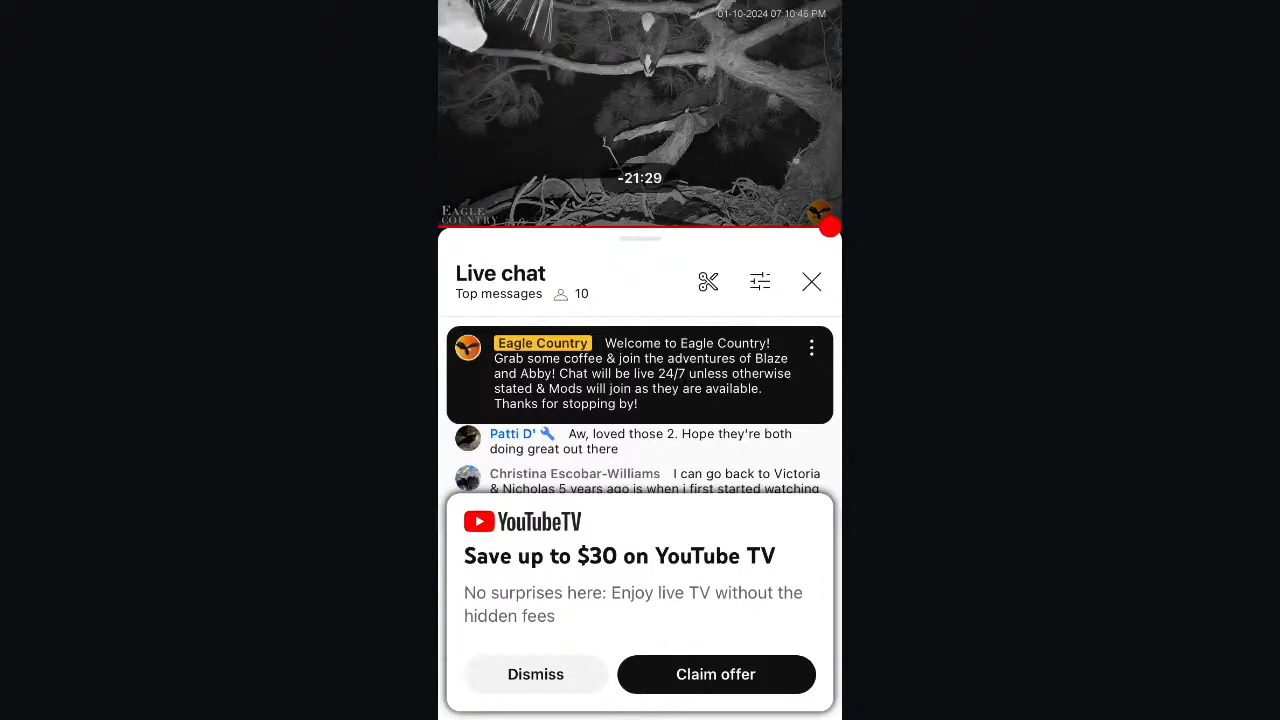 01-10-2024 07:10:45 PM
-21:29
EAGLE
COUNTRY
Live chat
Top messages 10
Eagle Country Welcome to Eagle Country!
Grab some coffee & join the adventures of Blaze
and Abby! Chat will be live 24/7 unless otherwise
stated & Mods will join as they are available.
Thanks for stopping by!
Patti D' Aw, loved those 2. Hope they're both
doing great out there
Christina Escobar-Williams I can go back to Victoria
& Nicholas 5 years ago is when i first started watching
YouTubeTV
Save up to $30 on YouTube TV
No surprises here: Enjoy live TV without the
hidden fees
Dismiss
Claim offer